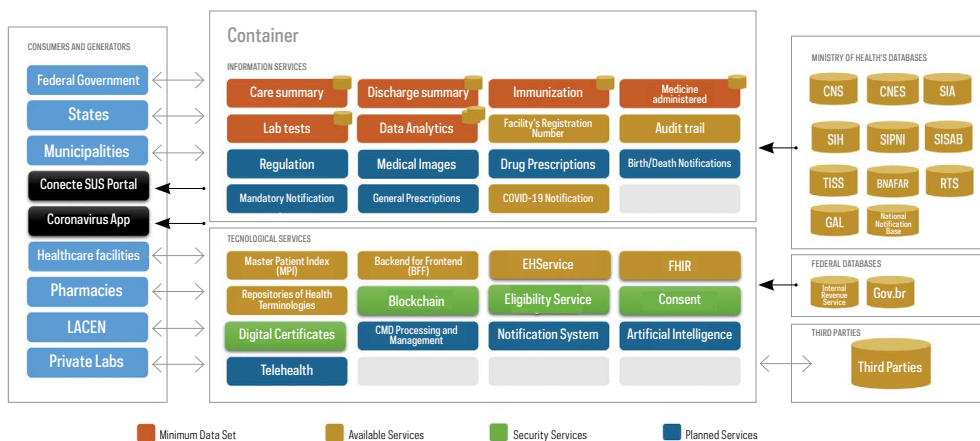 CONSUMERS AND GENERATORS
Federal Government
States
Municipalities
Conecte SUS Portal
Coronavirus App
Healthcare facilities
Pharmacies
LACEN
Private Labs
Container
INFORMATION SERVICES
Care summary
Discharge summary
Immunization
Medicine
administered
Lab tests
Data Analytics
Facility's Registration
Number
Audit trail
Regulation
Medical Images
Drug Prescriptions
Birth/Death Notifications
Mandatory Notification
General Prescriptions
COVID-19 Notification
TECNOLOGICAL SERVICES
Master Patient Index
(MPI)
Backend for Frontend
(BFF)
EHService
FHIR
Repositories of Health
Terminologies
Blockchain
Eligibility Service
Consent
Digital Certificates
CMD Processing and
Management
Notification System
Artificial Intelligence
Telehealth
MINISTRY OF HEALTH'S DATABASES
CNS
CNES
SIA
SIH
SIPNI
SISAB
TISS
BNAFAR
RTS
GAL
National
Notification
Base
FEDERAL DATABASES
Internal
Revenue
Service
Gov.br
THIRD PARTIES
Third Parties
Minimum Data Set
Available Services
Security Services
Planned Services